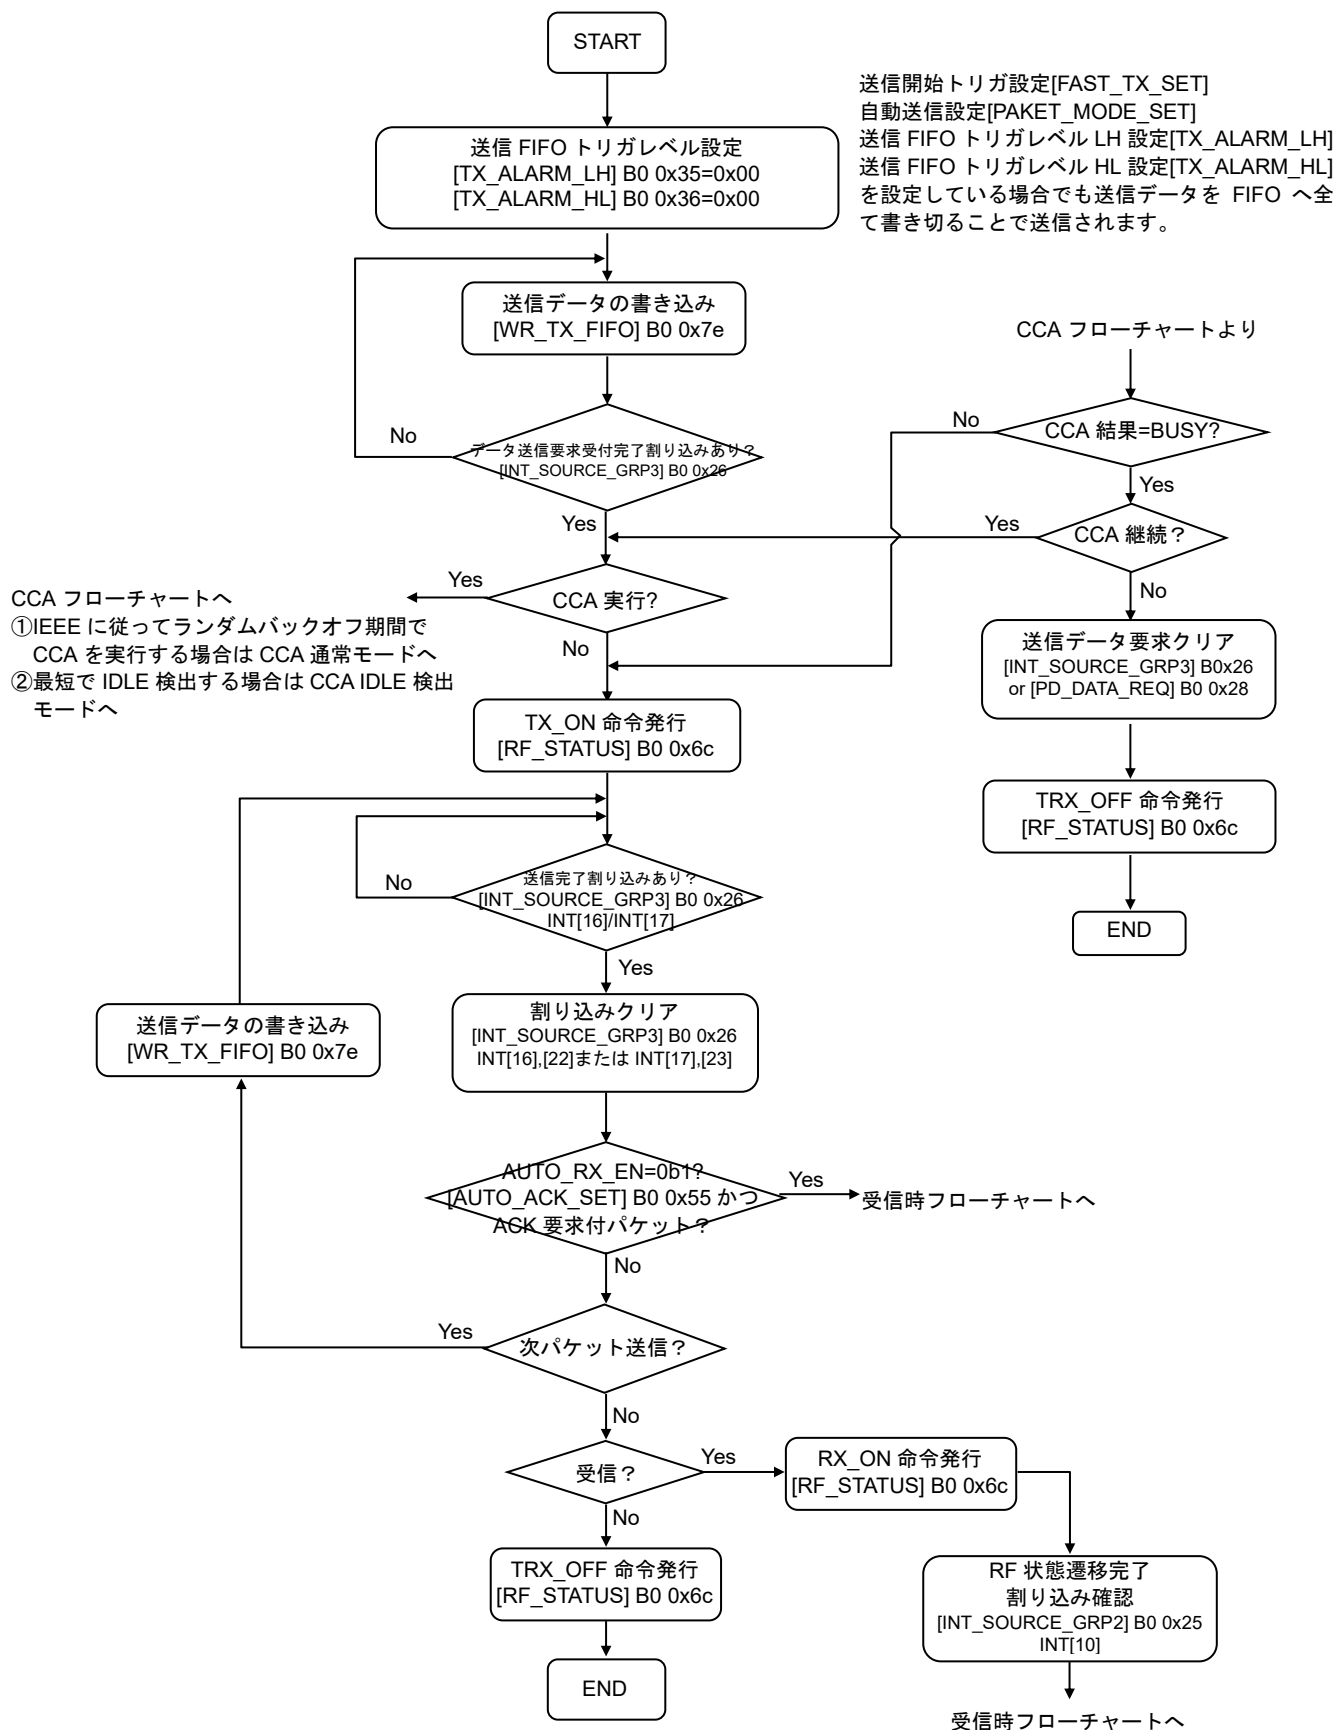 START
送信開始トリガ設定[FAST_TX_SET]
自動送信設定[PAKET_MODE_SET]
送信 FIFO トリガレベル LH 設定[TX_ALARM_LH]
送信 FIFO トリガレベル HL 設定[TX_ALARM_HL]
を設定している場合でも送信データを FIFO へ全
て書き切ることで送信されます。
送信 FIFO トリガレベル設定
[TX_ALARM_LH] B0 0x35=0x00
[TX_ALARM_HL] B0 0x36=0x00
送信データの書き込み
[WR_TX_FIFO] B0 0x7e
No
データ送信要求受付完了割り込みあり？
[INT_SOURCE_GRP3] B0 0x26
Yes
CCA フローチャートより
No
CCA 結果=BUSY?
Yes
Yes
CCA 継続？
No
送信データ要求クリア
[INT_SOURCE_GRP3] B0x26
or [PD_DATA_REQ] B0 0x28
TRX_OFF 命令発行
[RF_STATUS] B0 0x6c
END
Yes
CCA 実行?
No
CCA フローチャートへ
①IEEE に従ってランダムバックオフ期間で
CCA を実行する場合は CCA 通常モードへ
②最短で IDLE 検出する場合は CCA IDLE 検出
モードへ
TX_ON 命令発行
[RF_STATUS] B0 0x6c
No
送信完了割り込みあり？
[INT_SOURCE_GRP3] B0 0x26
INT[16]/INT[17]
Yes
送信データの書き込み
[WR_TX_FIFO] B0 0x7e
割り込みクリア
[INT_SOURCE_GRP3] B0 0x26
INT[16],[22]または INT[17],[23]
AUTO_RX_EN=0b1?
[AUTO_ACK_SET] B0 0x55 かつ
ACK 要求付パケット？
Yes
受信時フローチャートへ
No
Yes
次パケット送信？
No
受信？
Yes
RX_ON 命令発行
[RF_STATUS] B0 0x6c
No
TRX_OFF 命令発行
[RF_STATUS] B0 0x6c
END
RF 状態遷移完了
割り込み確認
[INT_SOURCE_GRP2] B0 0x25
INT[10]
受信時フローチャートへ